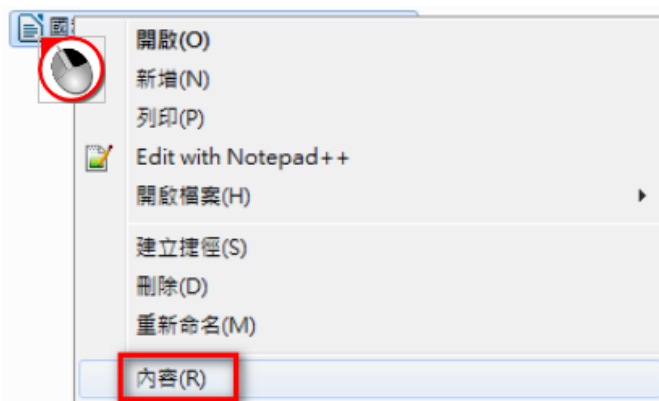 國
開啟(O)
新增(N)
列印(P)
Edit with Notepad++
開啟檔案(H)
建立捷徑(S)
刪除(D)
重新命名(M)
內容(R)